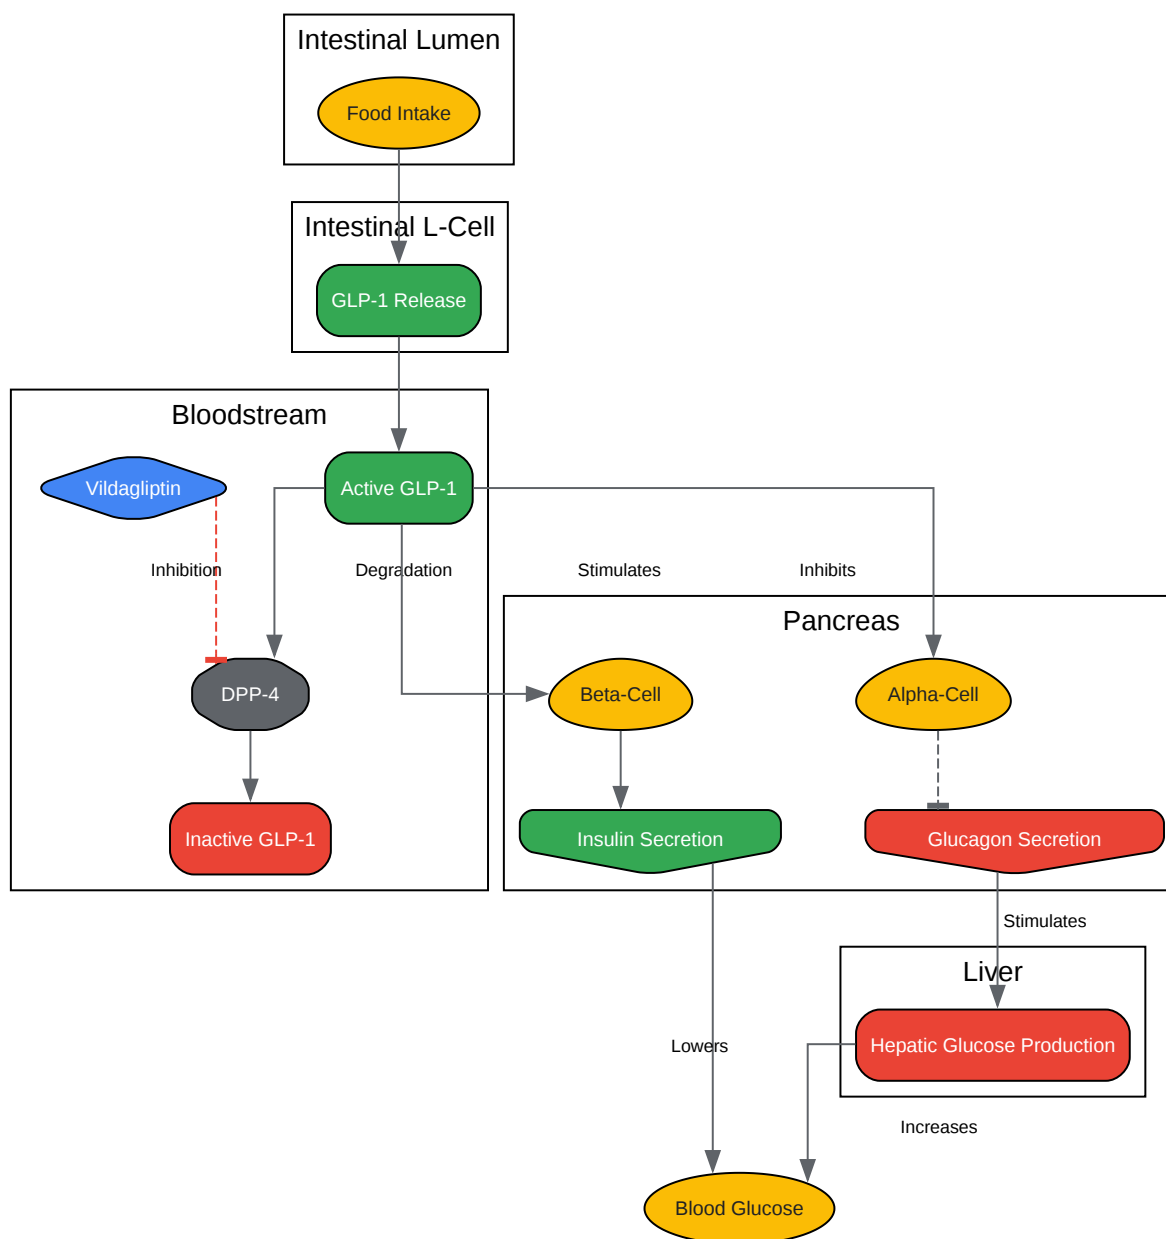 Intestinal Lumen
Food Intake
Intestinal L-Cell
GLP-1 Release
Bloodstream
Vildagliptin
Active GLP-1
Inhibition
Degradation
Stimulates
Inhibits
Pancreas
DPP-4
Beta-Cell
Alpha-Cell
Inactive GLP-1
Insulin Secretion
Glucagon Secretion
Stimulates
Liver
Lowers
Hepatic Glucose Production
Increases
Blood Glucose